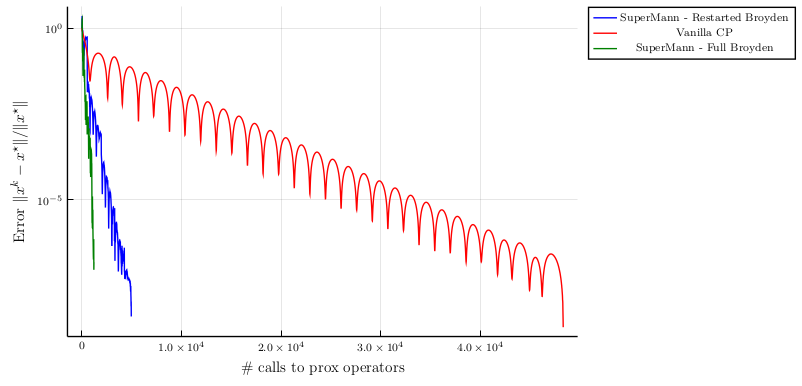 SuperMann - Restarted Broyden
Vanilla CP
SuperMann - Full Broyden
Error ‖x^k − x^⋆‖/‖x^⋆‖
10^0
10^−5
0
1.0 × 10^4
2.0 × 10^4
3.0 × 10^4
4.0 × 10^4
# calls to prox operators